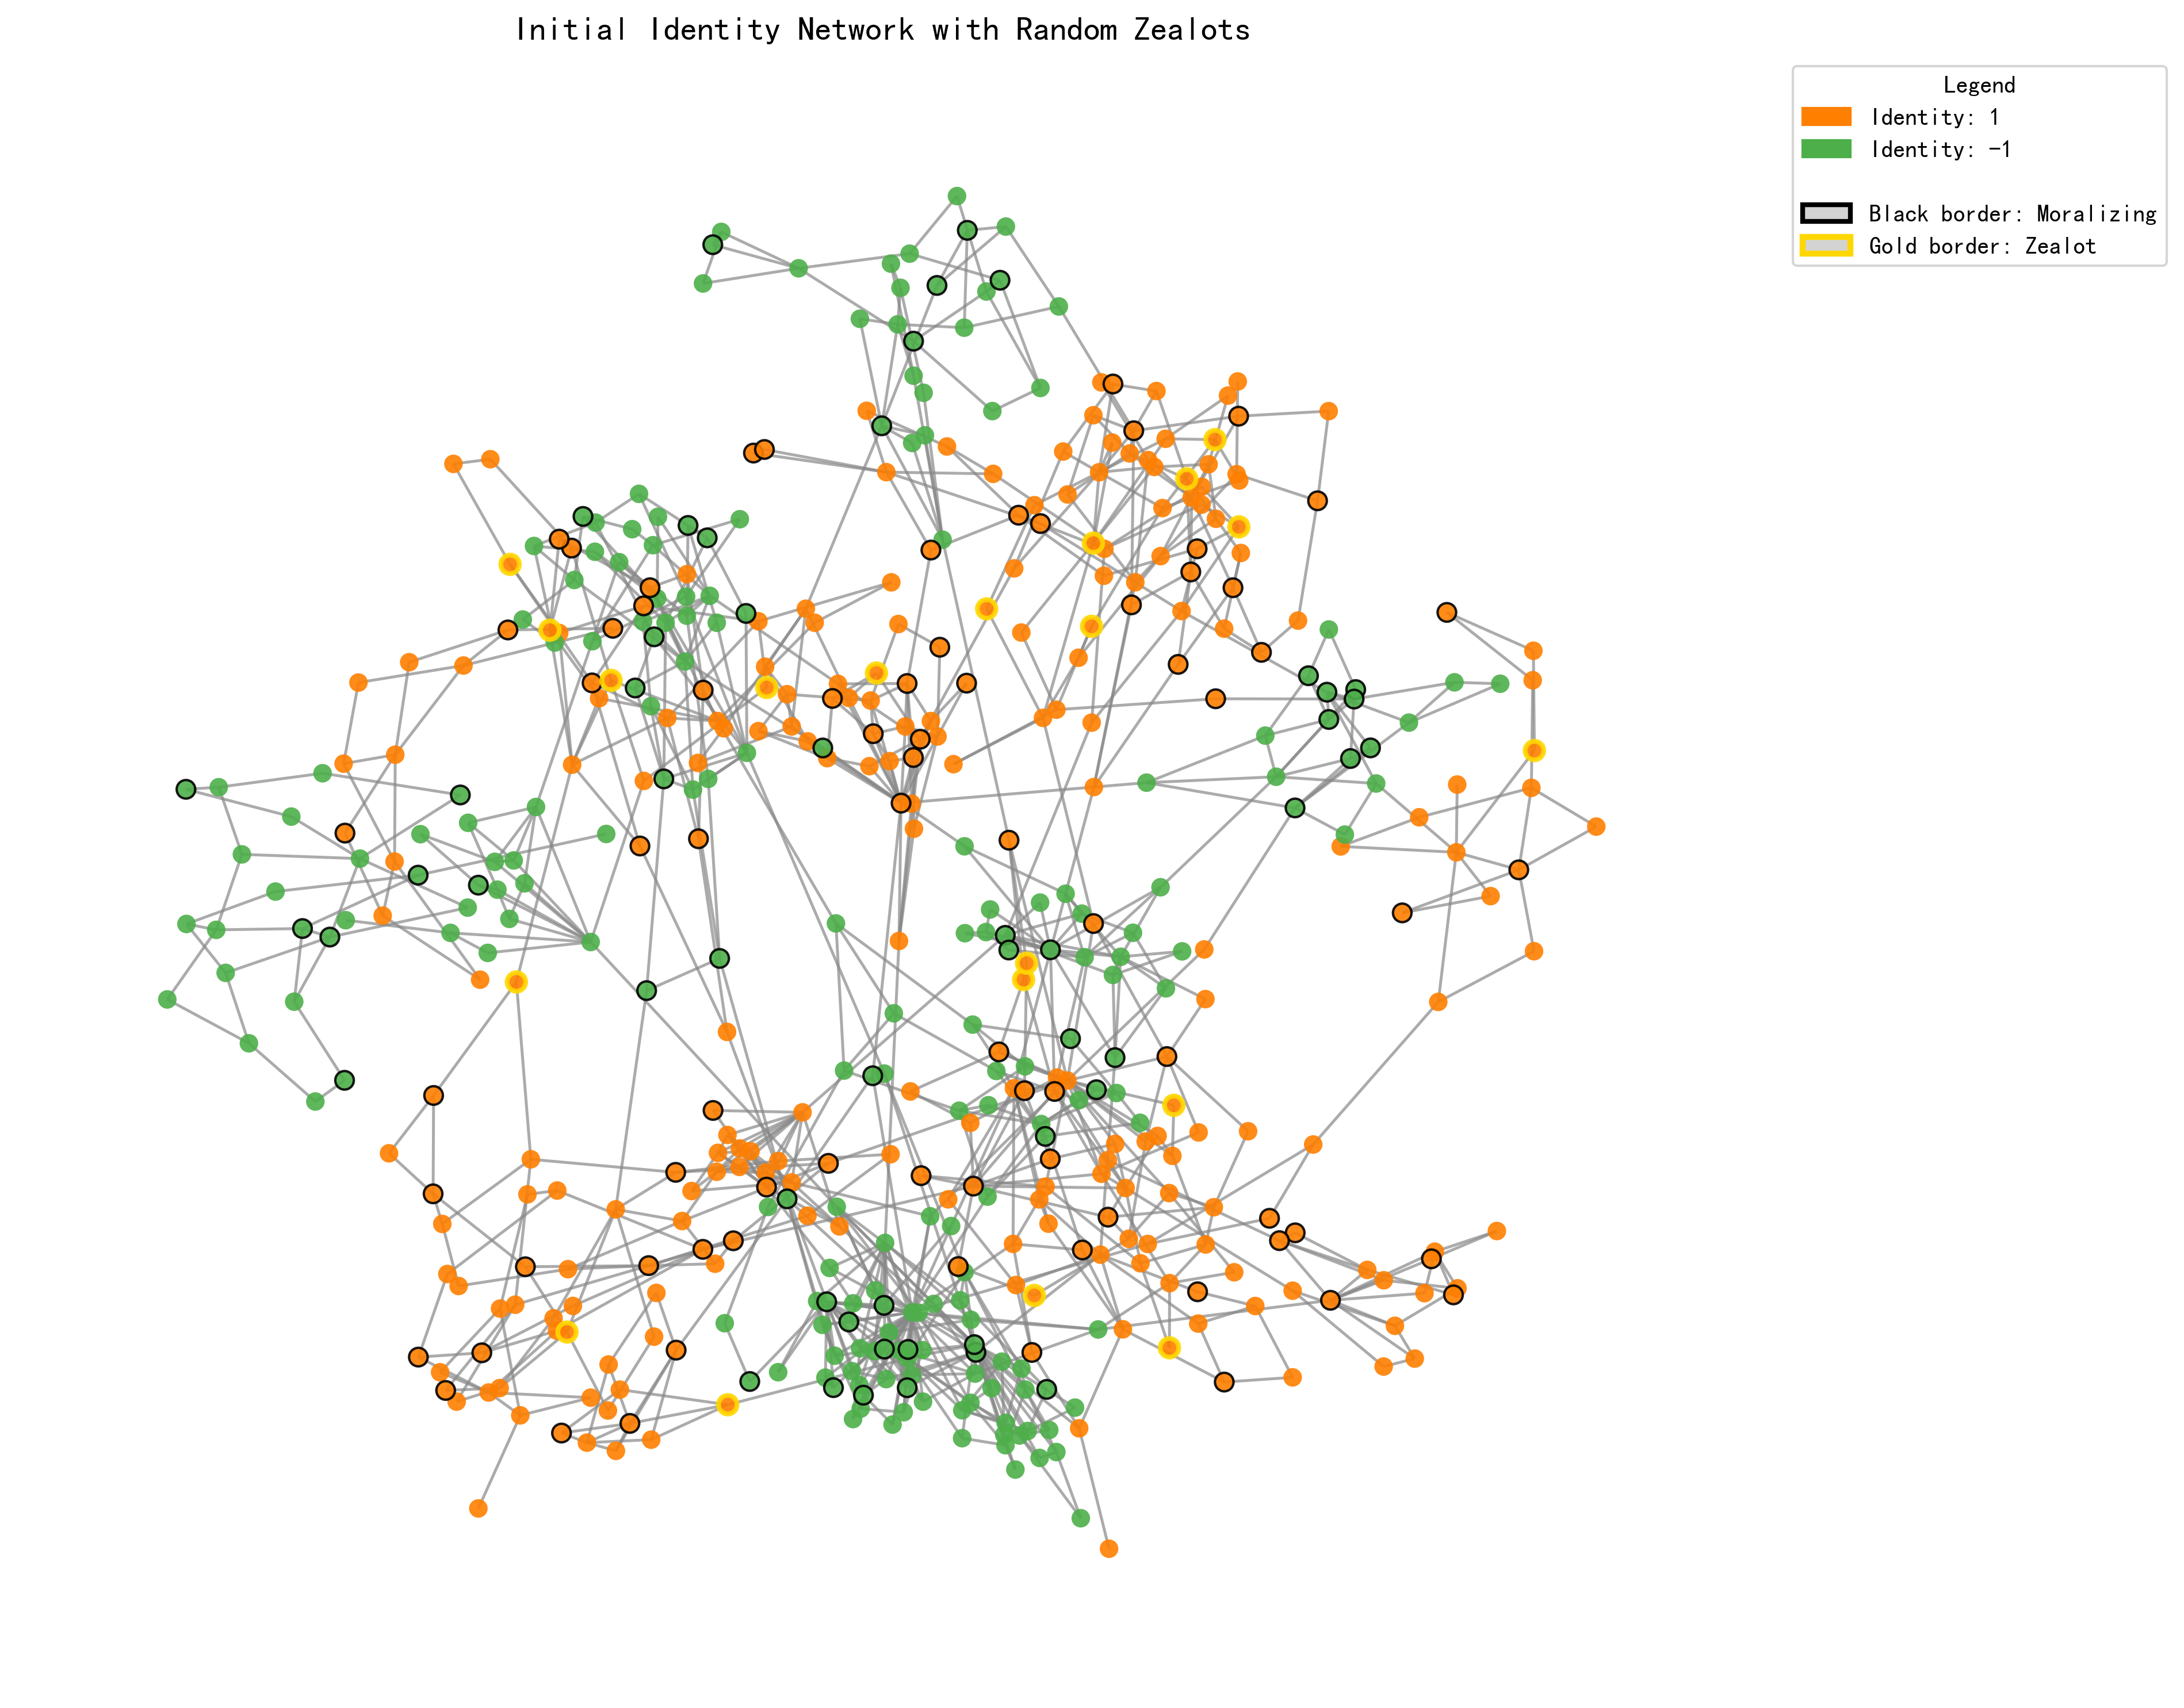 Initial Identity Network with Random Zealots
Legend
Identity: 1
Identity: -1
Black border: Moralizing
Gold border: Zealot